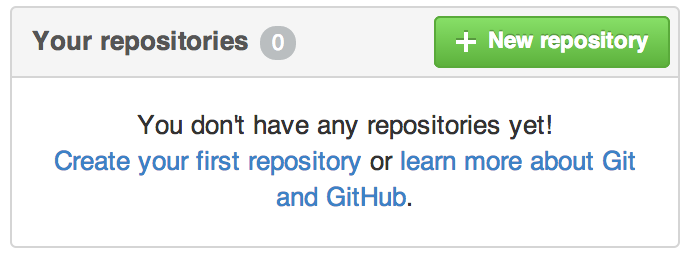 Your repositories 0
+ New repository
You don't have any repositories yet!
Create your first repository or learn more about Git
and GitHub.